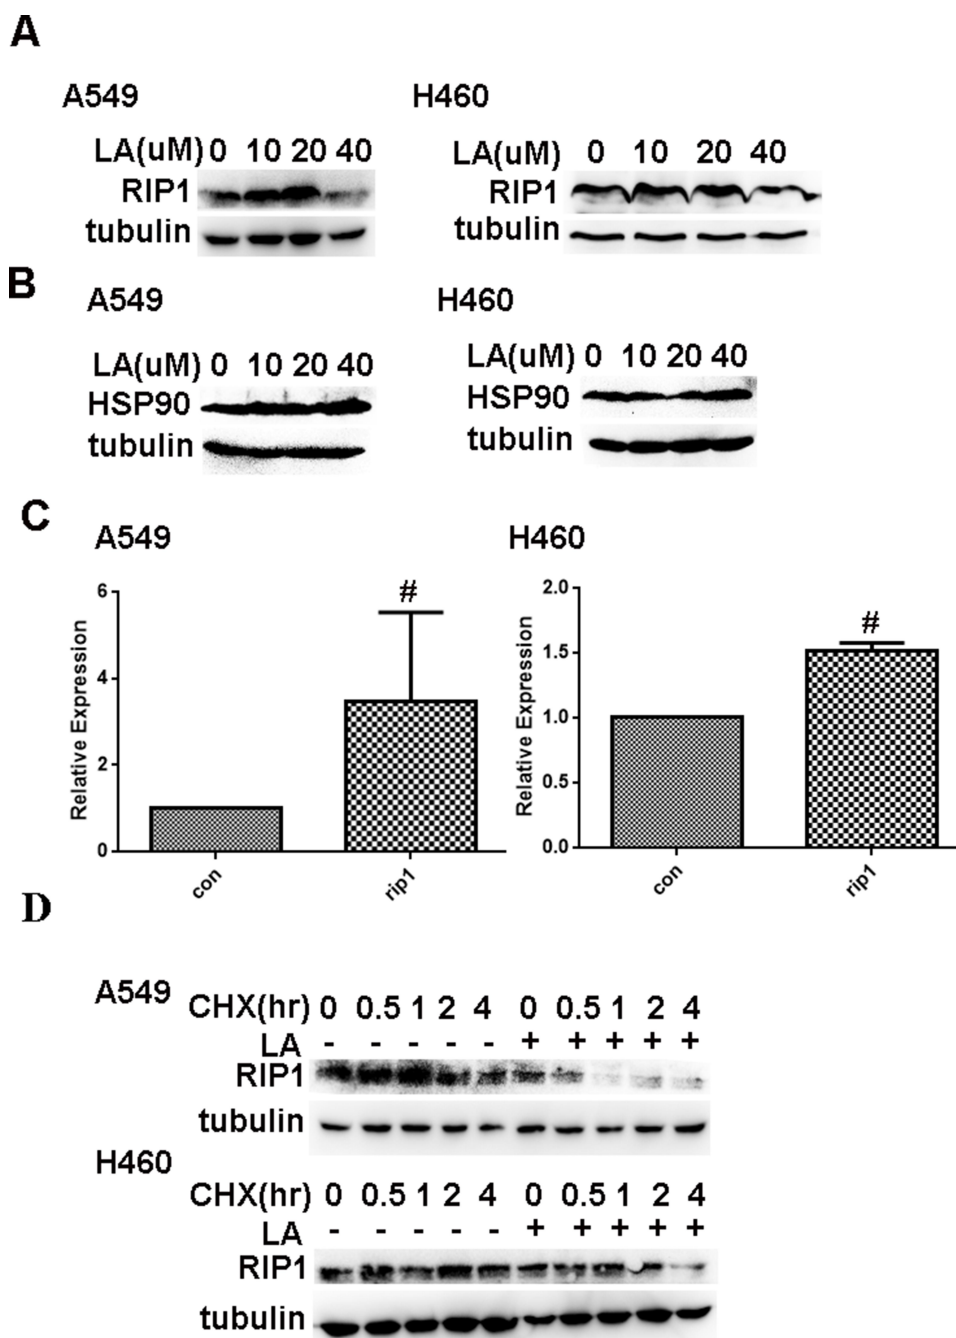 A
A549 H460
LA(uM) 0 10 20 40 LA(uM) 0 10 20 40
RIP1 RIP1
tubulin tubulin
B
A549 H460
LA(uM) 0 10 20 40 LA(uM) 0 10 20 40
HSP90 HSP90
tubulin tubulin
C
A549
Relative Expression
6
4
2
0
#
con rip1
H460
Relative Expression
2.0
1.5
1.0
0.5
0.0
#
con rip1
D
A549
CHX(hr) 0 0.5 1 2 4 0 0.5 1 2 4
LA - - - - - + + + + +
RIP1
tubulin
H460
CHX(hr) 0 0.5 1 2 4 0 0.5 1 2 4
LA - - - - - + + + + +
RIP1
tubulin